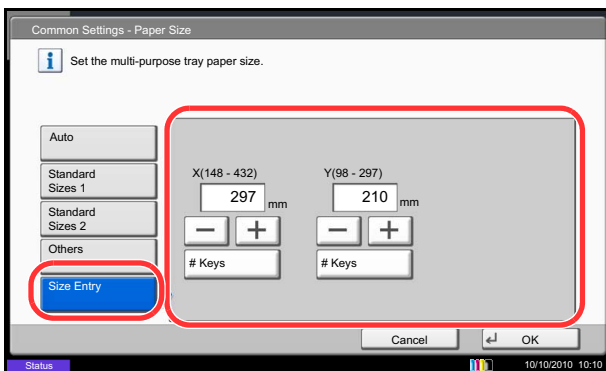 Common Settings - Paper Size
Set the multi-purpose tray paper size.
Auto
Standard
Sizes 1
Standard
Sizes 2
Others
Size Entry
X(148 - 432)
297 mm
# Keys
Y(98 - 297)
210 mm
# Keys
Cancel
OK
Status
10/10/2010 10:10